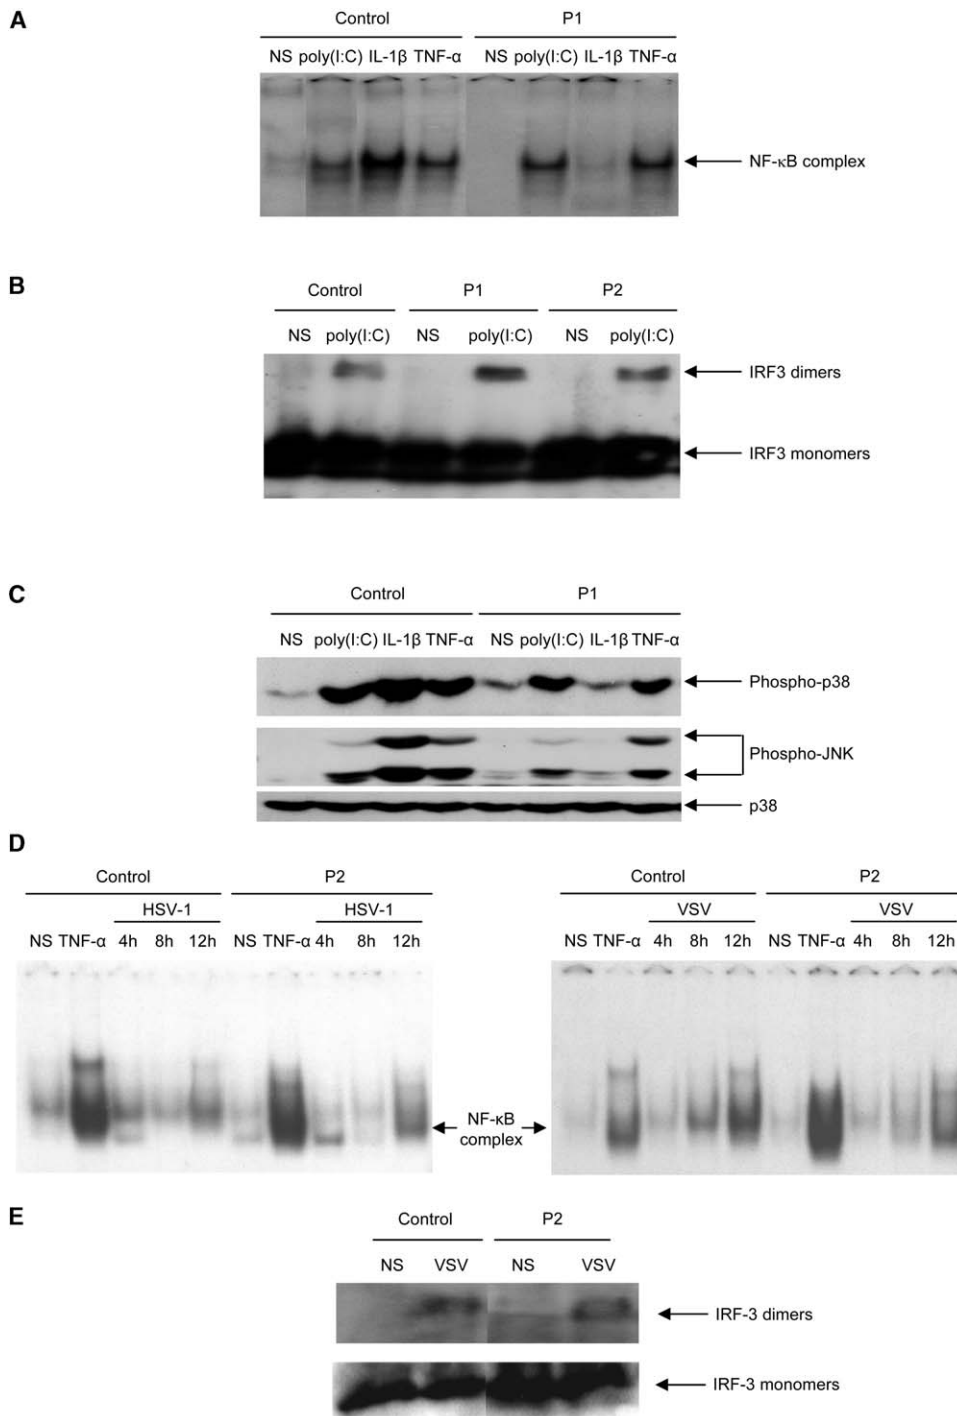 A
Control P1
NS poly(I:C) IL-1β TNF-α NS poly(I:C) IL-1β TNF-α
NF-κB complex
B
Control P1 P2
NS poly(I:C) NS poly(I:C) NS poly(I:C)
IRF3 dimers
IRF3 monomers
C
Control P1
NS poly(I:C) IL-1β TNF-α NS poly(I:C) IL-1β TNF-α
Phospho-p38
Phospho-JNK
p38
D
Control P2 Control P2
HSV-1 HSV-1 VSV VSV
NS TNF-α 4h 8h 12h NS TNF-α 4h 8h 12h NS TNF-α 4h 8h 12h NS TNF-α 4h 8h 12h
NF-κB
complex
E
Control P2
NS VSV NS VSV
IRF-3 dimers
IRF-3 monomers